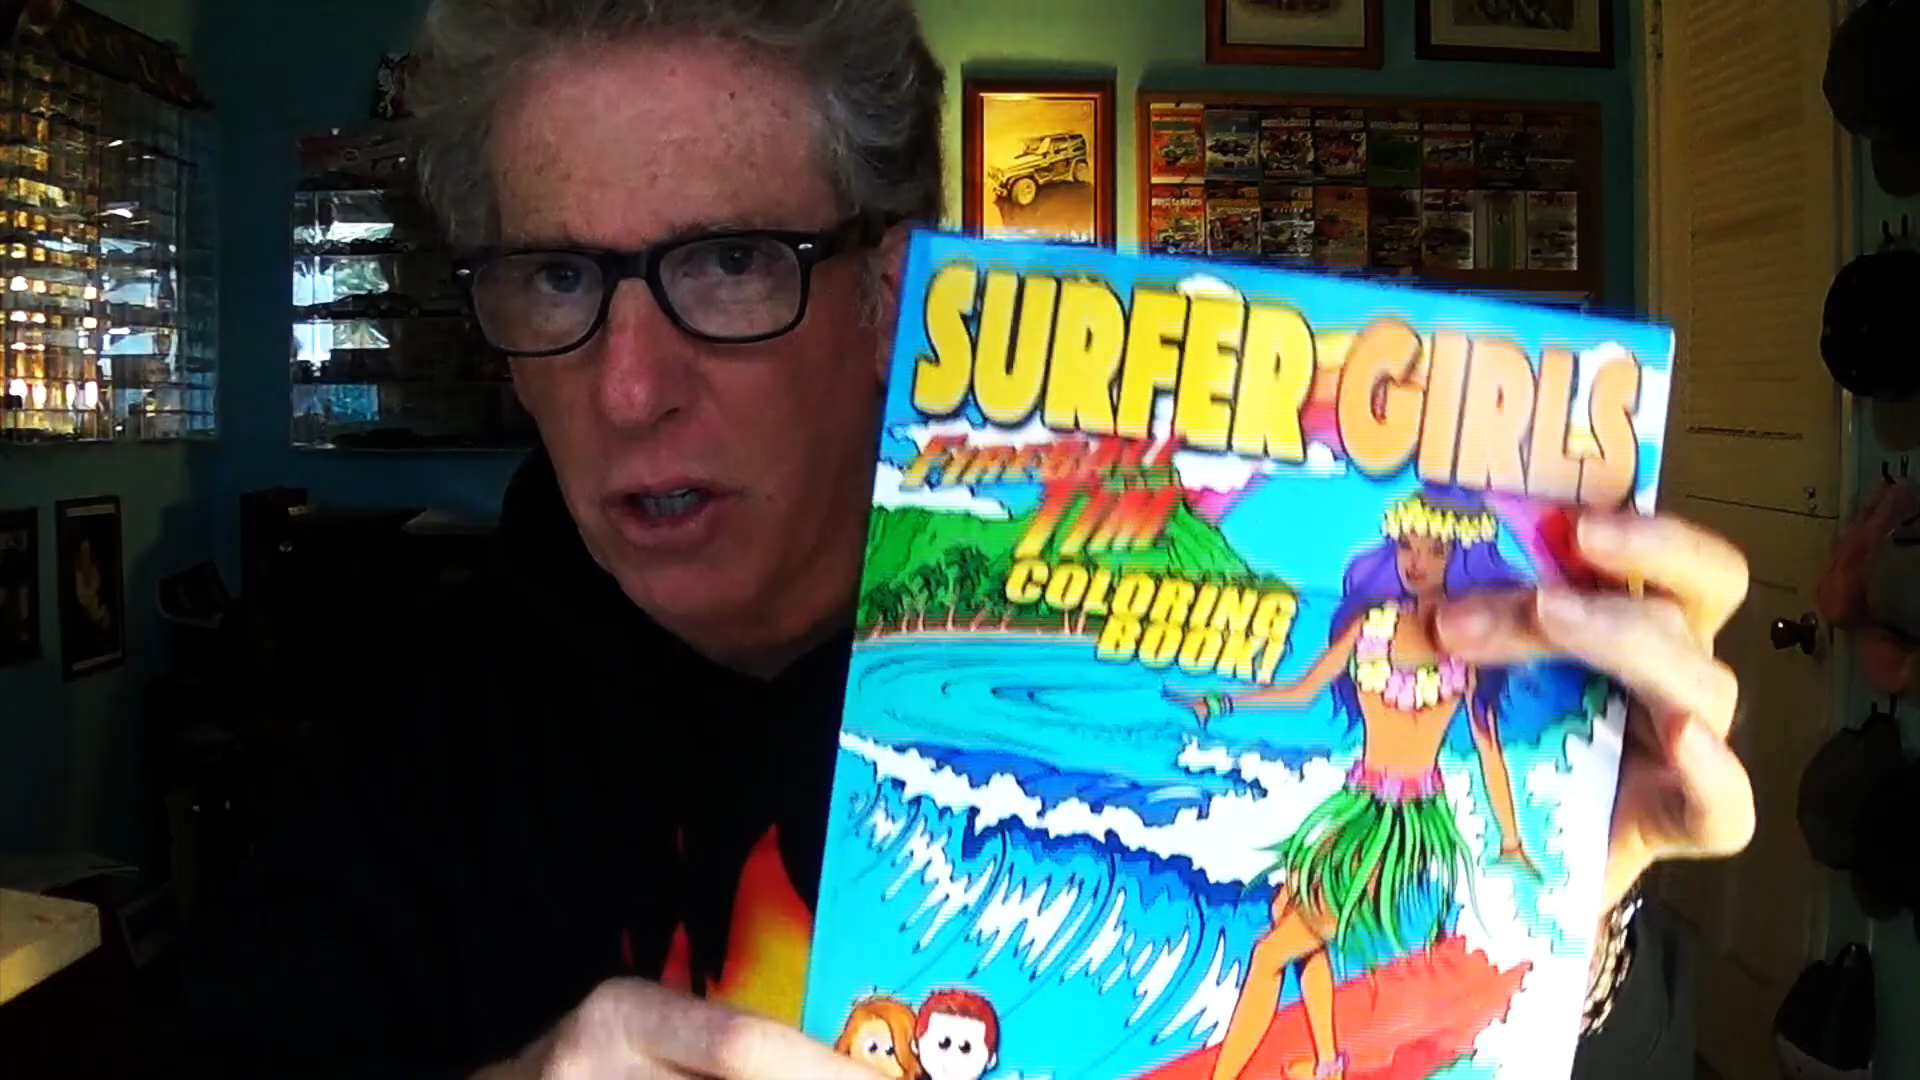 SURFER GIRLS
FIREBALL
TIM
COLORING
BOOK!